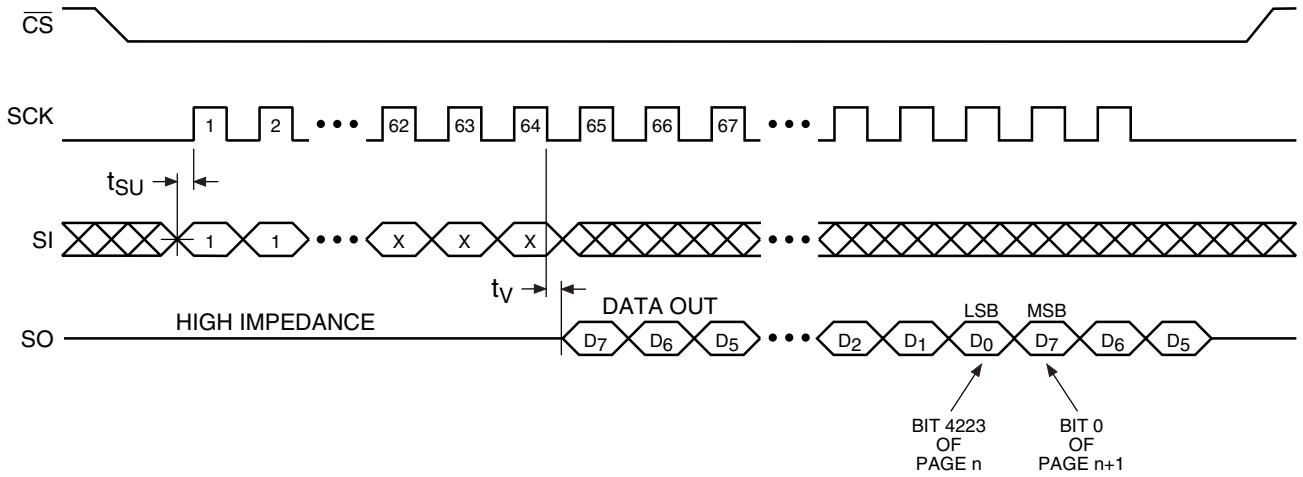 CS
SCK
1 2 ••• 62 63 64 65 66 67 •••
tSU
SI
1 1 ••• X X X •••
tV
DATA OUT
HIGH IMPEDANCE
LSB MSB
SO
D7 D6 D5 ••• D2 D1 D0 D7 D6 D5
BIT 4223
OF
PAGE n
BIT 0
OF
PAGE n+1